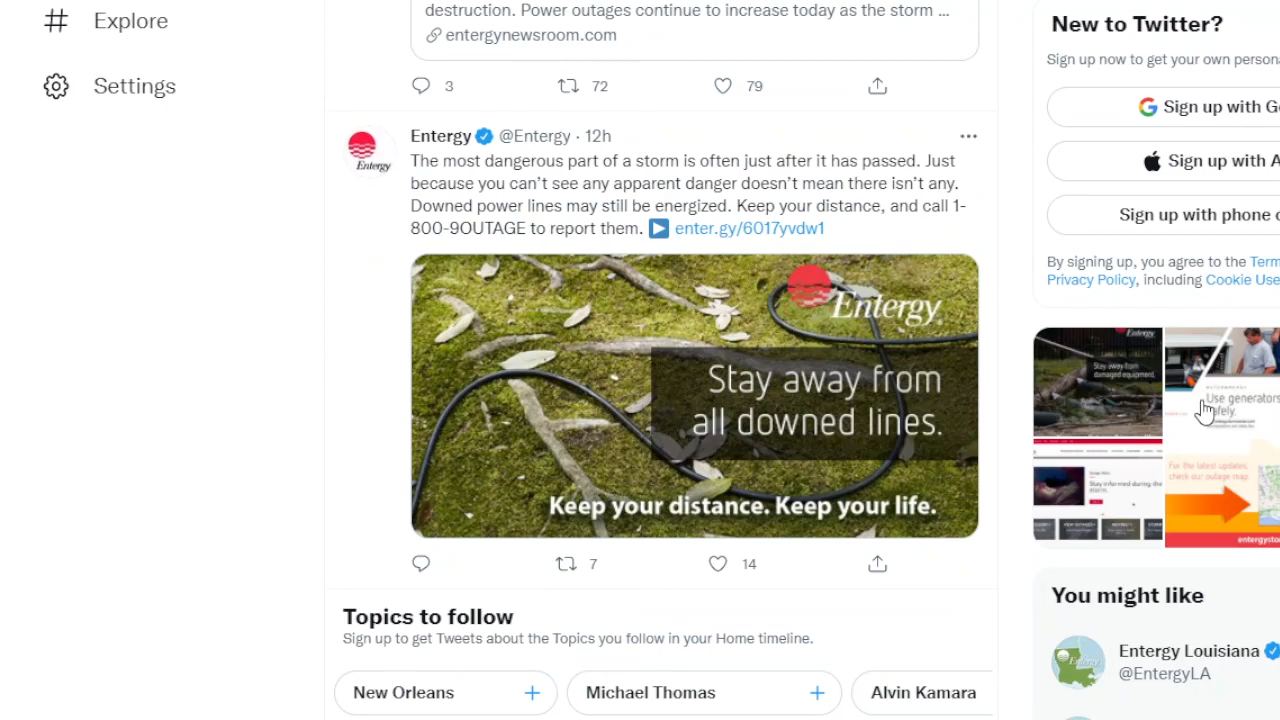 Explore
Settings
destruction. Power outages continue to increase today as the storm ...
entergynewsroom.com
3
72
79
Entergy @Entergy · 12h
The most dangerous part of a storm is often just after it has passed. Just
because you can’t see any apparent danger doesn’t mean there isn’t any.
Downed power lines may still be energized. Keep your distance, and call 1-
800-9OUTAGE to report them. ▶ enter.gy/6017yvdw1
Entergy
Entergy
Stay away from
all downed lines.
Keep your distance. Keep your life.
7
14
Topics to follow
Sign up to get Tweets about the Topics you follow in your Home timeline.
New Orleans
Michael Thomas
Alvin Kamara
New to Twitter?
Sign up now to get your own person
Sign up with G
Sign up with A
Sign up with phone
By signing up, you agree to the Term
Privacy Policy, including Cookie Use
Entergy
Stay away from
damaged equipment.
Use generators
For the latest updates,
check our outage map.
Stay informed during the
entergysto
You might like
Entergy Louisiana
@EntergyLA